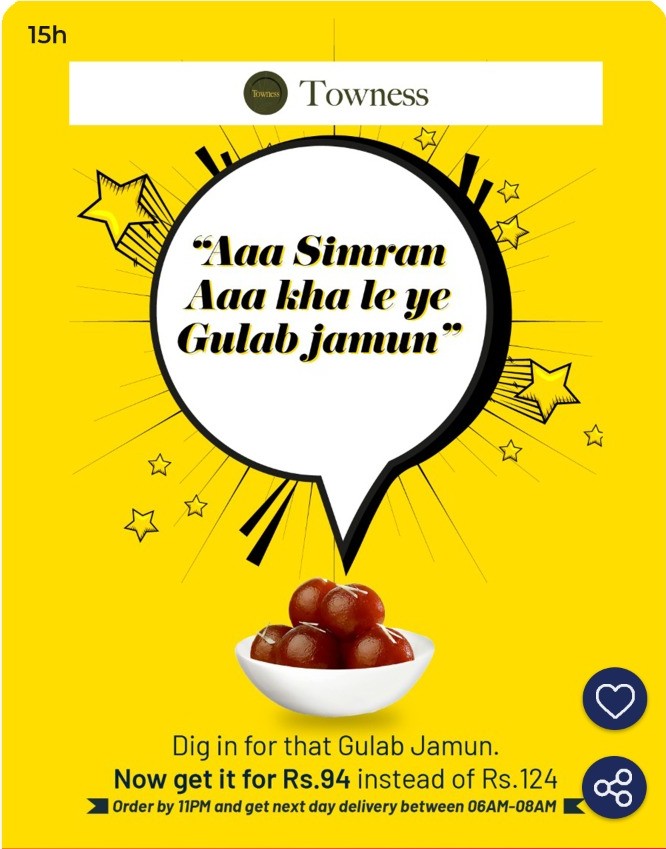 15h
Towness
Towness
“Aaa Simran
Aaa kha le ye
Gulab jamun”
Dig in for that Gulab Jamun.
Now get it for Rs.94 instead of Rs.124
Order by 11PM and get next day delivery between 06AM-08AM